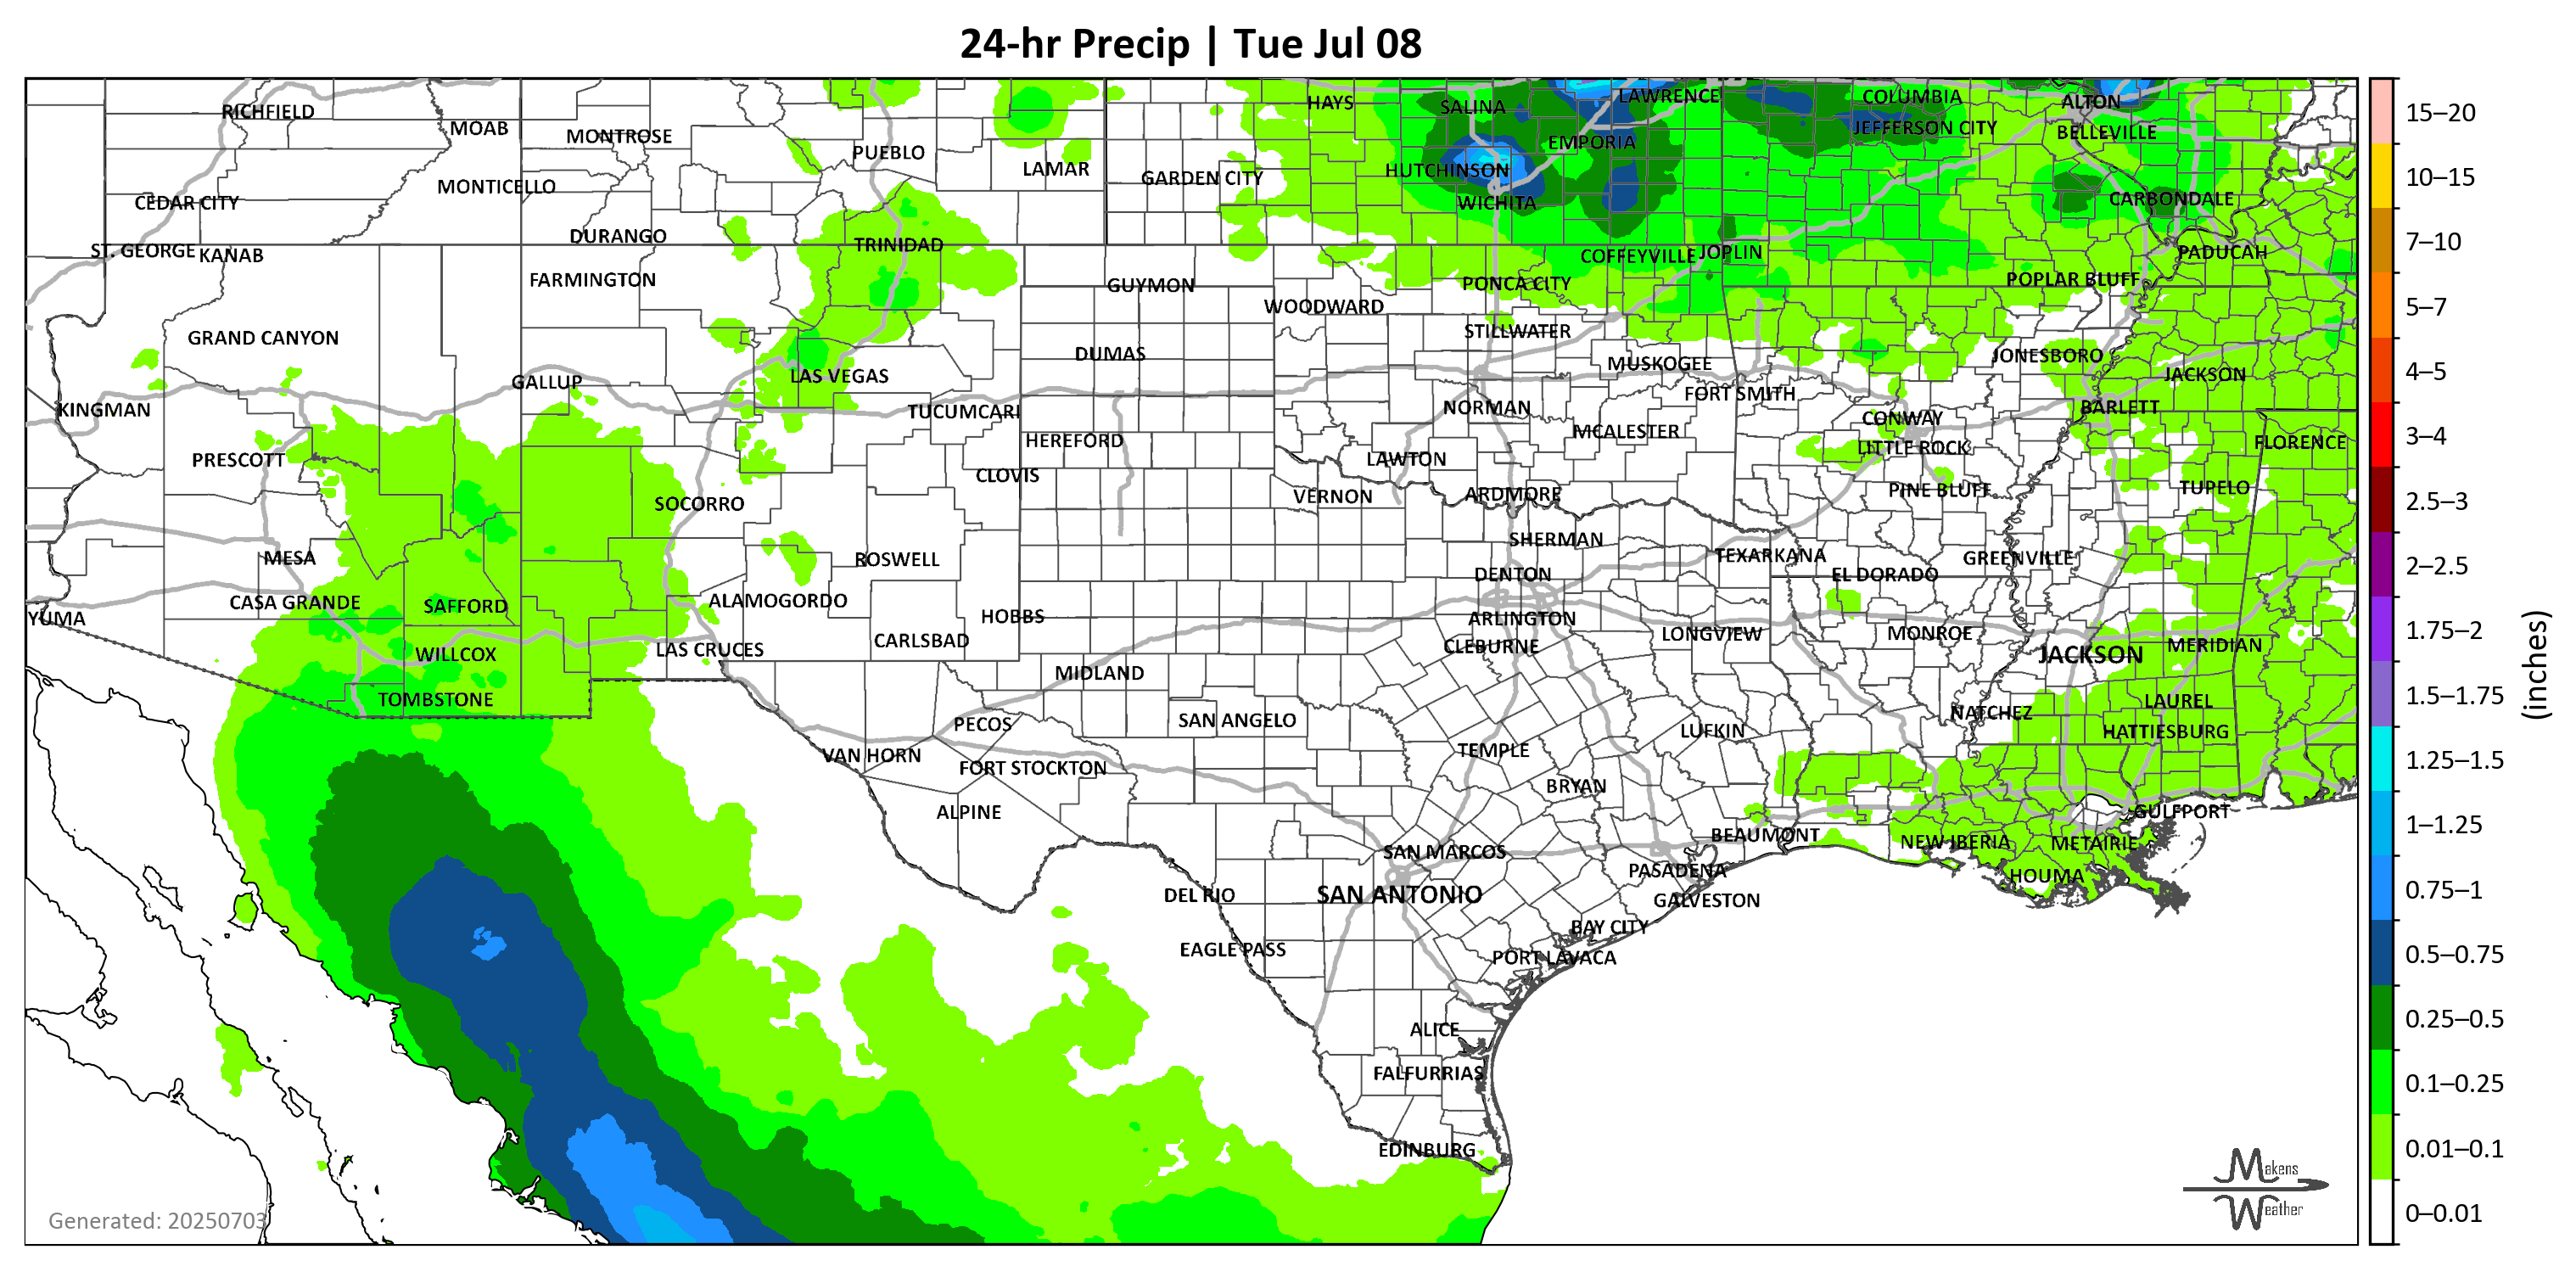 24-hr Precip | Tue Jul 08
RICHFIELD
MOAB
MONTROSE
PUEBLO
LAMAR
HAYS
SALINA
LAWRENCE
COLUMBIA
ALTON
JEFFERSON CITY
BELLEVILLE
EMPORIA
MONTICELLO
GARDEN CITY
HUTCHINSON
CEDAR CITY
WICHITA
CARBONDALE
ST. GEORGE
KANAB
DURANGO
TRINIDAD
COFFEYVILLE
JOPLIN
PADUCAH
FARMINGTON
GUYMON
PONCA CITY
POPLAR BLUFF
WOODWARD
GRAND CANYON
STILLWATER
DUMAS
MUSKOGEE
JONESBORO
GALLUP
LAS VEGAS
JACKSON
FORT SMITH
KINGMAN
TUCUMCARI
NORMAN
CONWAY
BARLETT
HEREFORD
MCALESTER
LITTLE ROCK
FLORENCE
PRESCOTT
LAWTON
CLOVIS
SOCORRO
VERNON
ARDMORE
PINE BLUFF
TUPELO
SHERMAN
MESA
ROSWELL
TEXARKANA
GREENVILLE
DENTON
EL DORADO
CASA GRANDE
SAFFORD
ALAMOGORDO
HOBBS
YUMA
ARLINGTON
CARLSBAD
LONGVIEW
MONROE
WILLCOX
LAS CRUCES
CLEBURNE
JACKSON
MERIDIAN
MIDLAND
TOMBSTONE
LAUREL
PECOS
SAN ANGELO
NATCHEZ
LUFKIN
HATTIESBURG
VAN HORN
FORT STOCKTON
TEMPLE
BRYAN
ALPINE
GULFPORT
BEAUMONT
NEW IBERIA
METAIRIE
SAN MARCOS
PASADENA
HOUMA
DEL RIO
SAN ANTONIO
GALVESTON
BAY CITY
EAGLE PASS
PORT LAVACA
ALICE
FALFURRIAS
EDINBURG
Generated: 20250703
Makens
Weather
15–20
10–15
7–10
5–7
4–5
3–4
2.5–3
2–2.5
1.75–2
1.5–1.75
1.25–1.5
1–1.25
0.75–1
0.5–0.75
0.25–0.5
0.1–0.25
0.01–0.1
0–0.01
(inches)